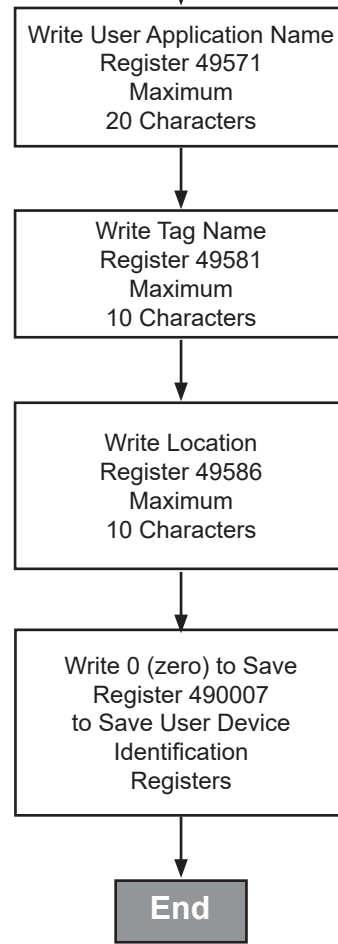 Write User Application Name
Register 49571
Maximum
20 Characters
Write Tag Name
Register 49581
Maximum
10 Characters
Write Location
Register 49586
Maximum
10 Characters
Write 0 (zero) to Save
Register 490007
to Save User Device
Identification
Registers
End